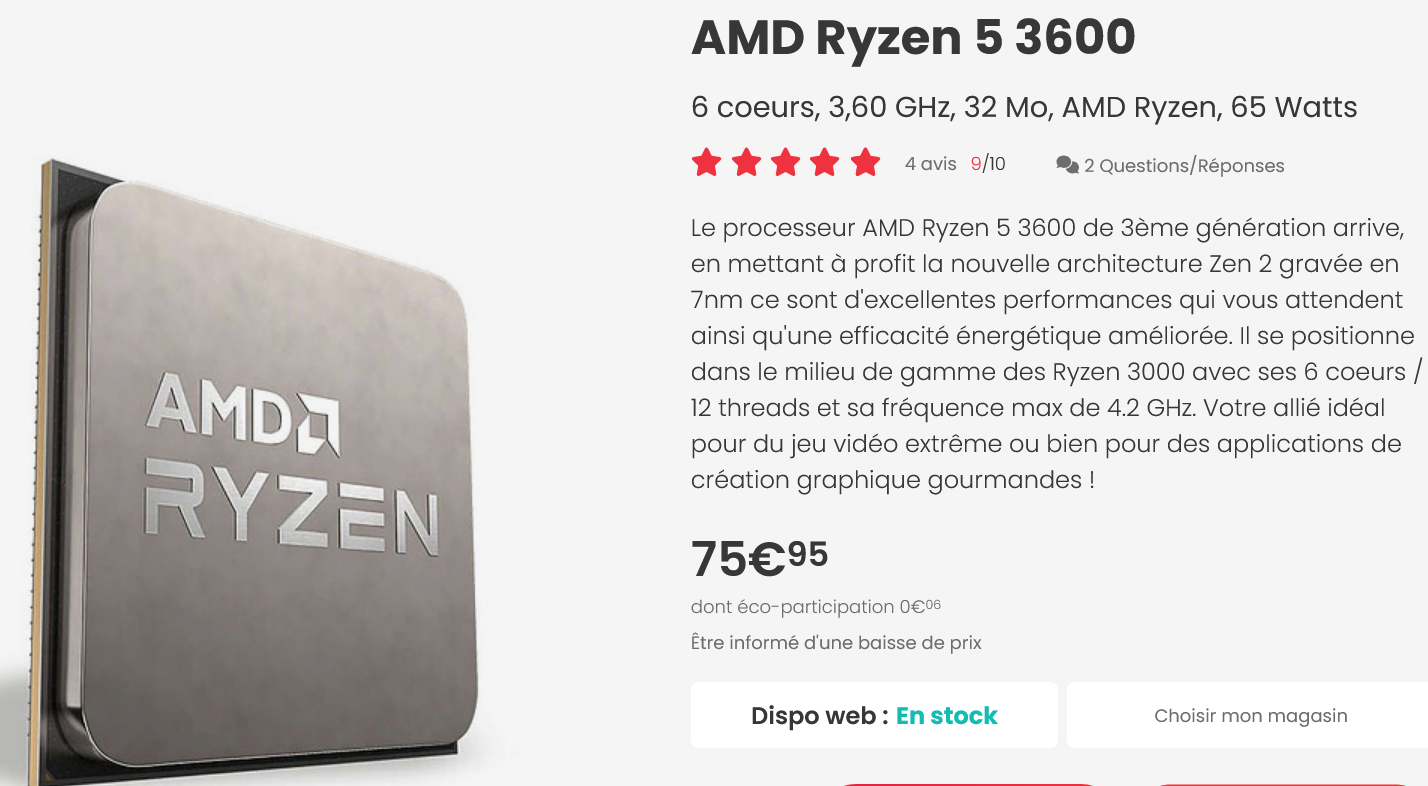 AMD Ryzen 5 3600
6 coeurs, 3,60 GHz, 32 Mo, AMD Ryzen, 65 Watts
4 avis 9/10 2 Questions/Réponses
Le processeur AMD Ryzen 5 3600 de 3ème génération arrive,
en mettant à profit la nouvelle architecture Zen 2 gravée en
7nm ce sont d'excellentes performances qui vous attendent
ainsi qu'une efficacité énergétique améliorée. Il se positionne
dans le milieu de gamme des Ryzen 3000 avec ses 6 coeurs /
12 threads et sa fréquence max de 4.2 GHz. Votre allié idéal
pour du jeu vidéo extrême ou bien pour des applications de
création graphique gourmandes !
75€95
dont éco-participation 0€06
Être informé d'une baisse de prix
Dispo web : En stock
Choisir mon magasin
AMD
RYZEN